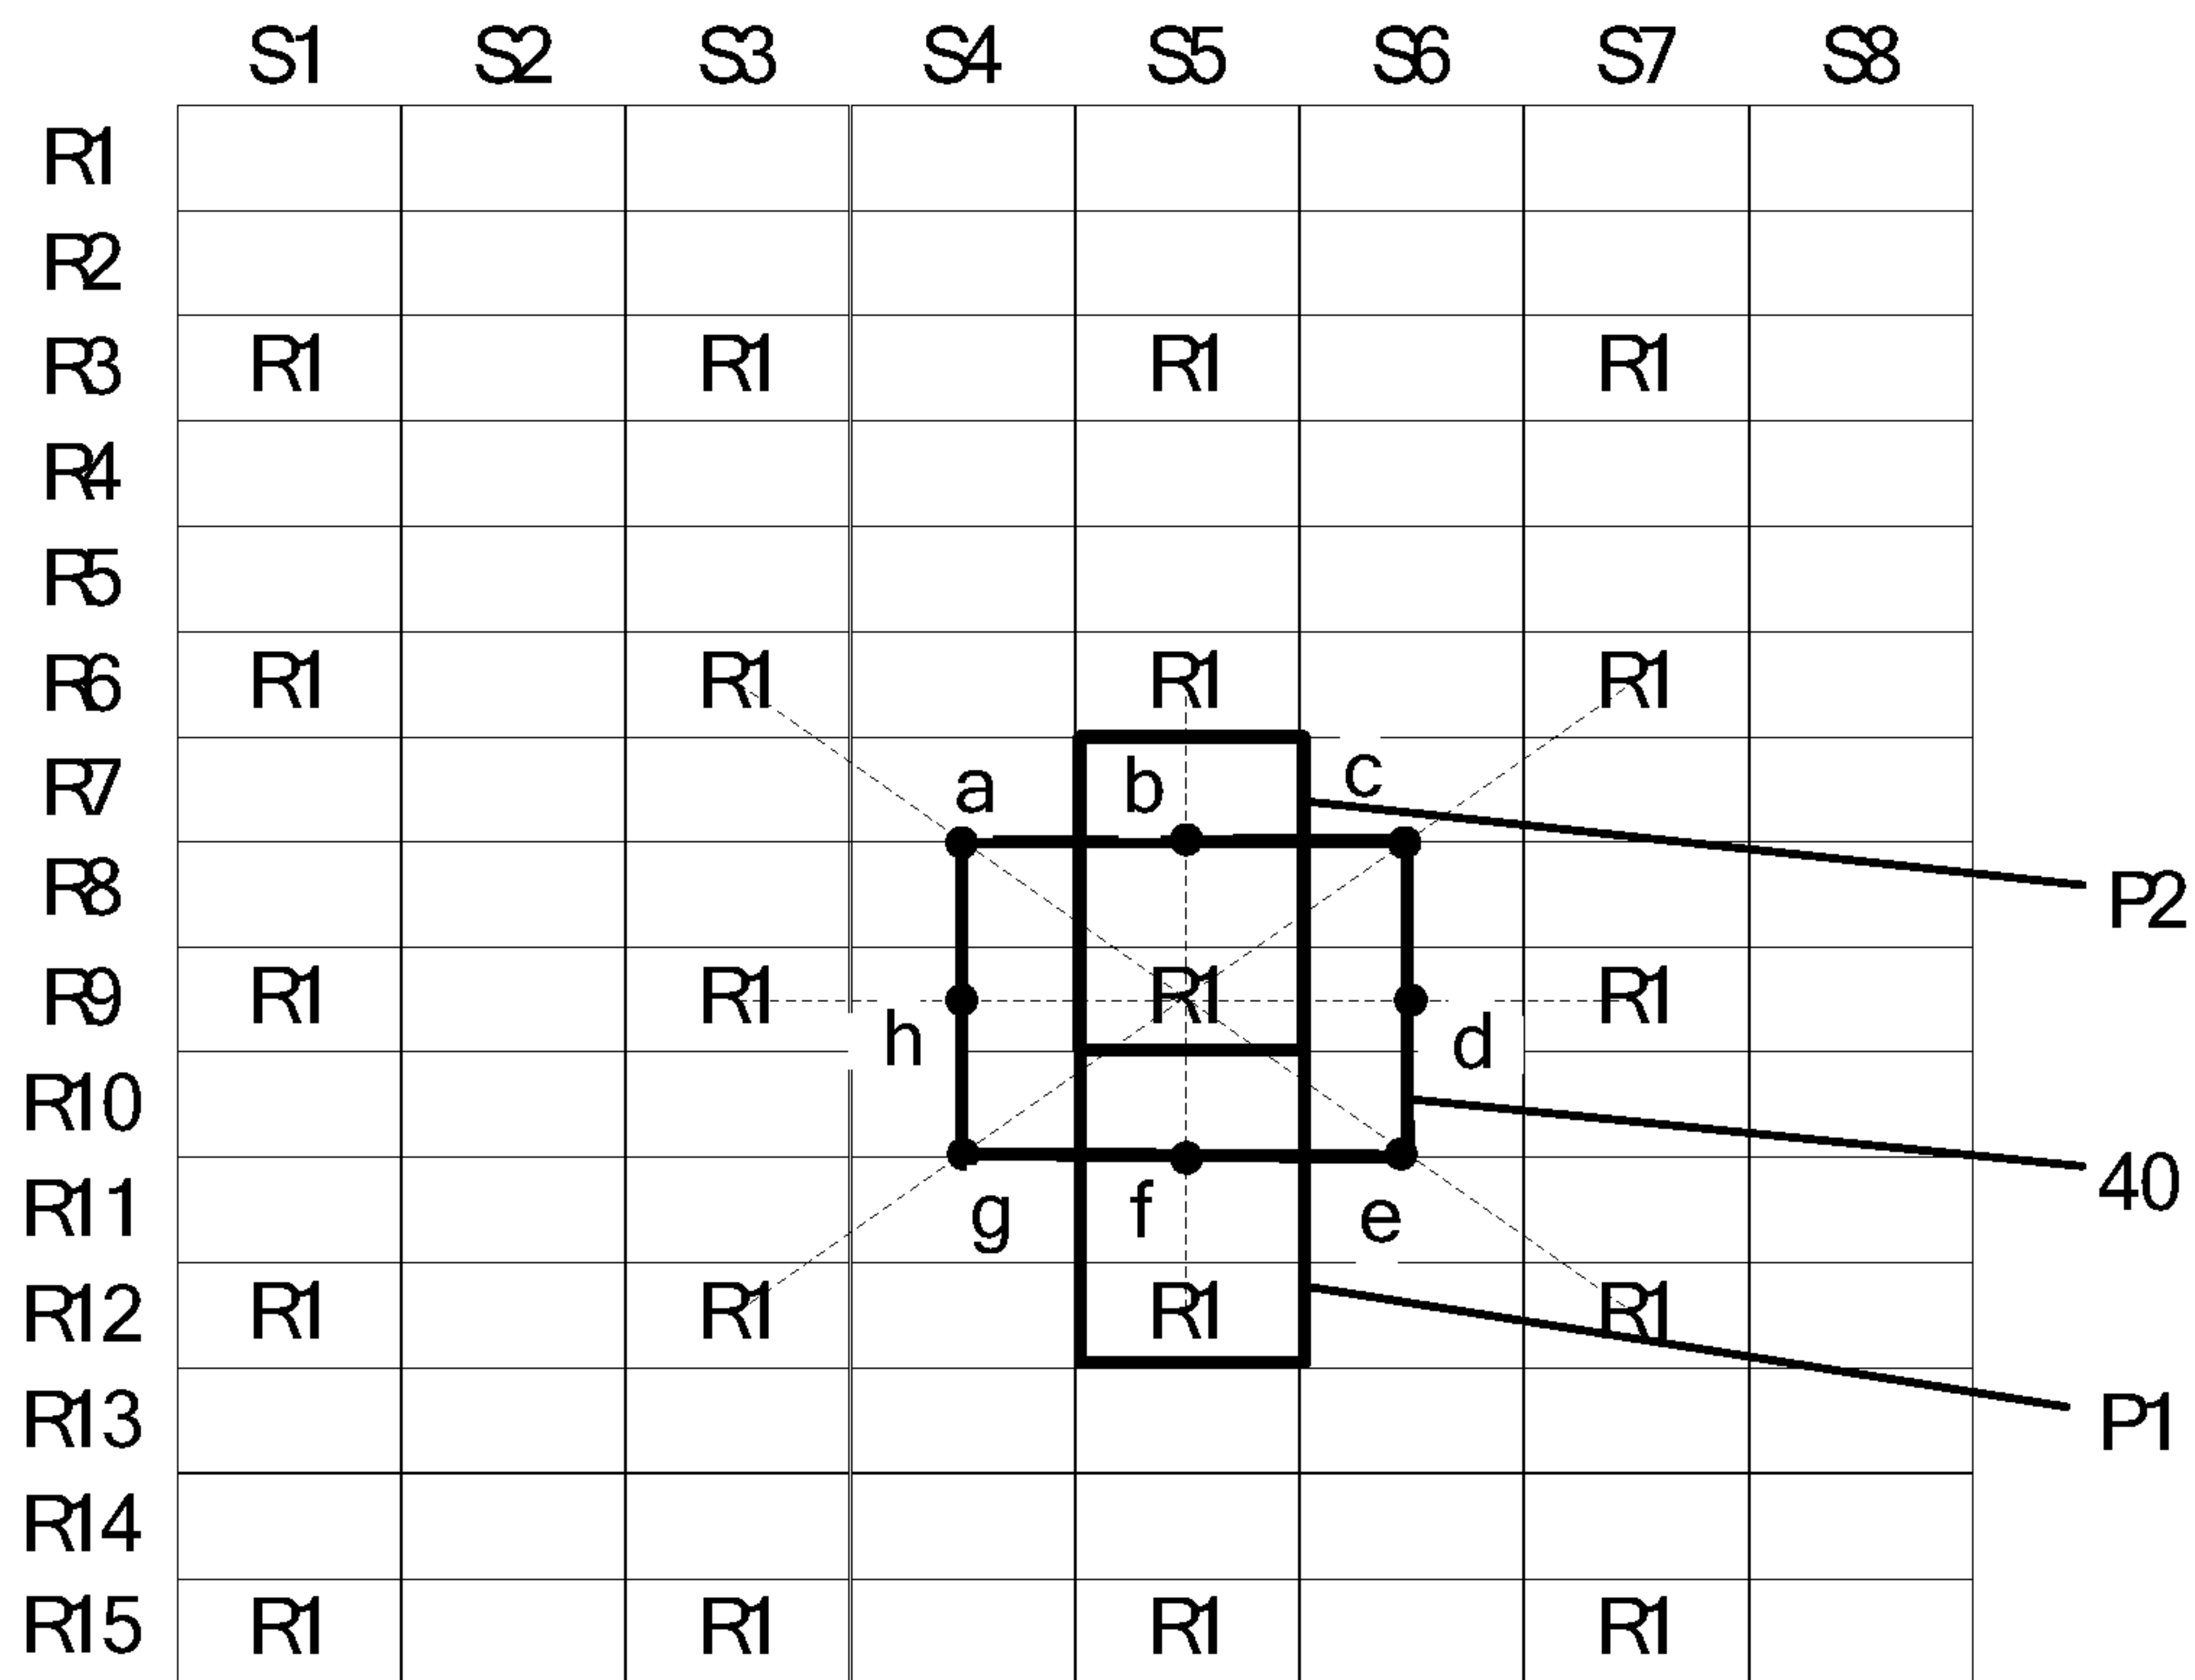 S1 S2 S3 S4 S5 S6 S7 S8
R1
R2
R3 R1 R1 R1 R1
R4
R5
R6 R1 R1 R1 R1
R7 a b c
R8 P2
R9 R1 R1 R1 R1
h d
R10
40
R11 g f e
R12 R1 R1 R1 R1
R13 P1
R14
R15 R1 R1 R1 R1